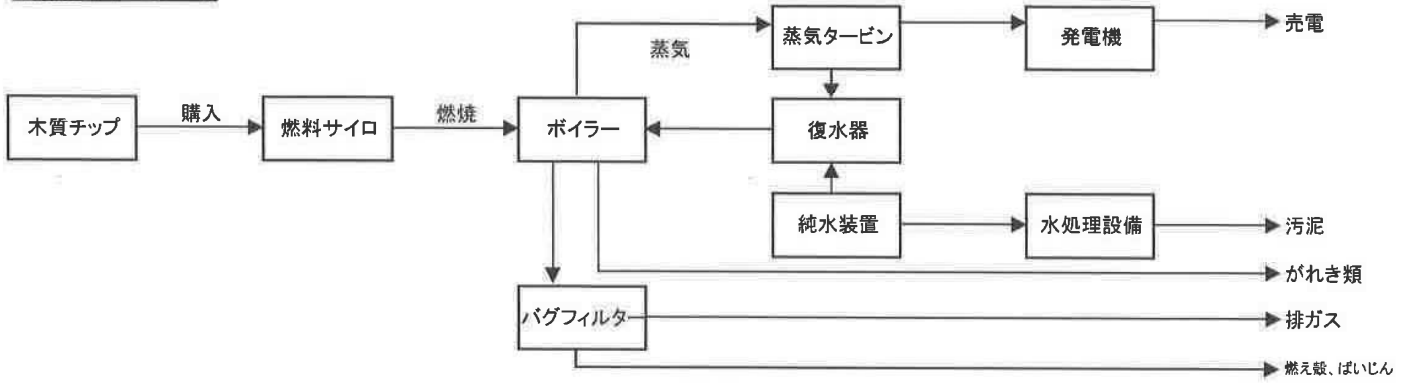 蒸気タービン
発電機
売電
蒸気
木質チップ
購入
燃料サイロ
燃焼
ボイラー
復水器
純水装置
水処理設備
汚泥
がれき類
バグフィルタ
排ガス
燃え殻、ばいじん